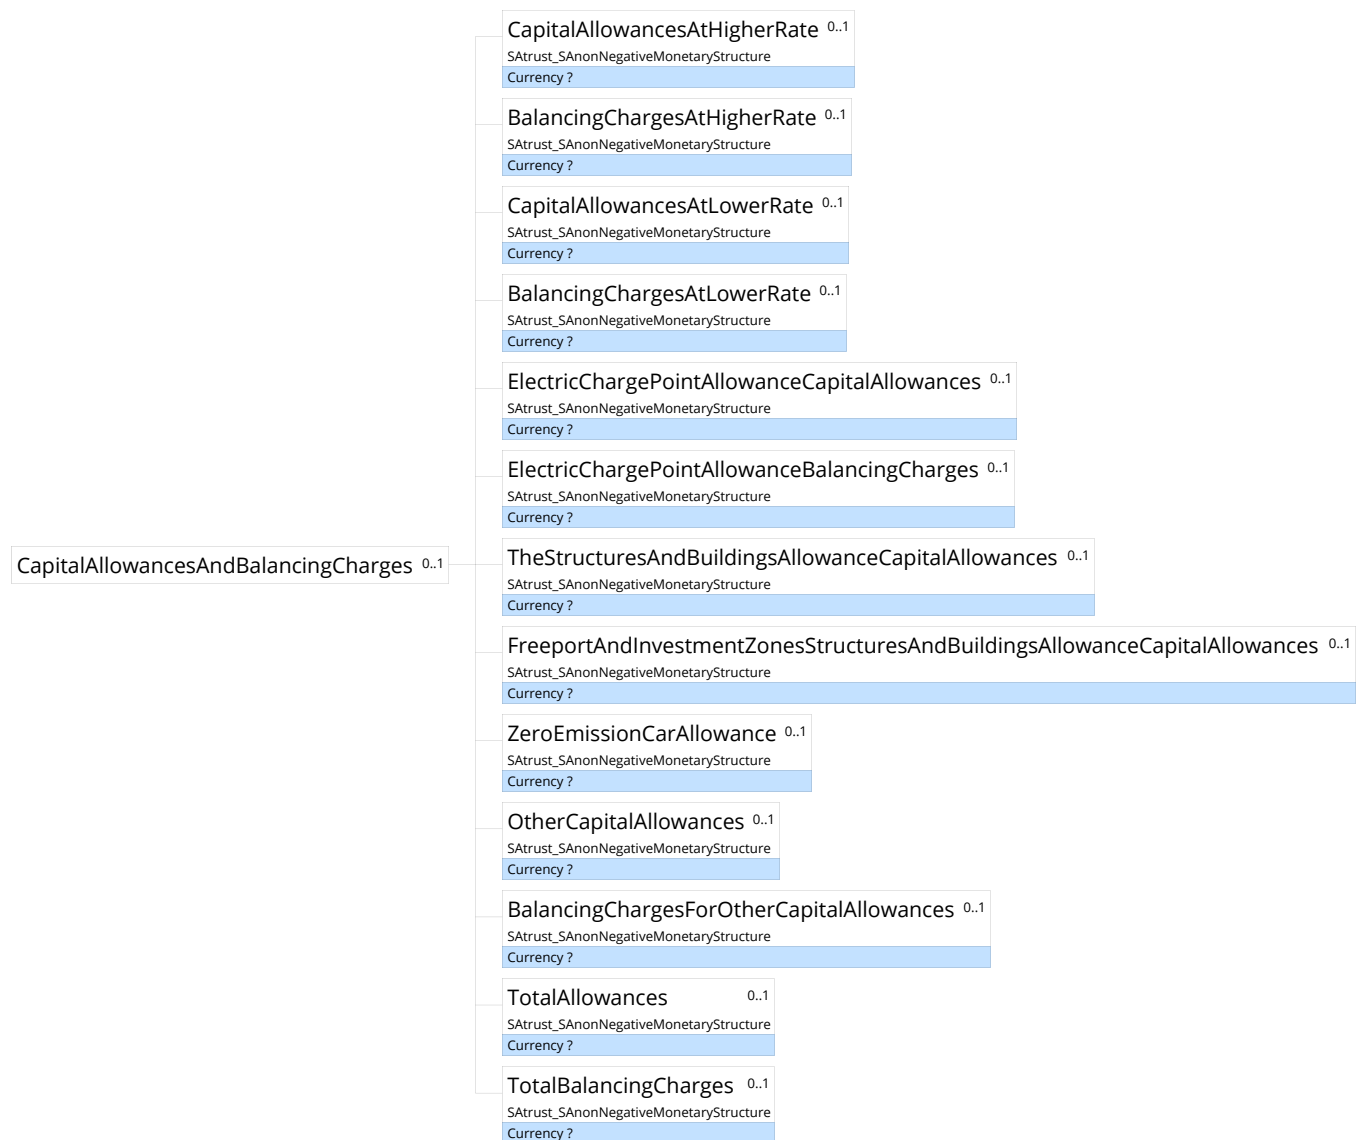 CapitalAllowancesAtHigherRate 0..1
SAtrust_SAnonNegativeMonetaryStructure
Currency ?
BalancingChargesAtHigherRate 0..1
SAtrust_SAnonNegativeMonetaryStructure
Currency ?
CapitalAllowancesAtLowerRate 0..1
SAtrust_SAnonNegativeMonetaryStructure
Currency ?
BalancingChargesAtLowerRate 0..1
SAtrust_SAnonNegativeMonetaryStructure
Currency ?
ElectricChargePointAllowanceCapitalAllowances 0..1
SAtrust_SAnonNegativeMonetaryStructure
Currency ?
ElectricChargePointAllowanceBalancingCharges 0..1
SAtrust_SAnonNegativeMonetaryStructure
Currency ?
CapitalAllowancesAndBalancingCharges 0..1
TheStructuresAndBuildingsAllowanceCapitalAllowances 0..1
SAtrust_SAnonNegativeMonetaryStructure
Currency ?
FreeportAndInvestmentZonesStructuresAndBuildingsAllowanceCapitalAllowances 0..1
SAtrust_SAnonNegativeMonetaryStructure
Currency ?
ZeroEmissionCarAllowance 0..1
SAtrust_SAnonNegativeMonetaryStructure
Currency ?
OtherCapitalAllowances 0..1
SAtrust_SAnonNegativeMonetaryStructure
Currency ?
BalancingChargesForOtherCapitalAllowances 0..1
SAtrust_SAnonNegativeMonetaryStructure
Currency ?
TotalAllowances 0..1
SAtrust_SAnonNegativeMonetaryStructure
Currency ?
TotalBalancingCharges 0..1
SAtrust_SAnonNegativeMonetaryStructure
Currency ?